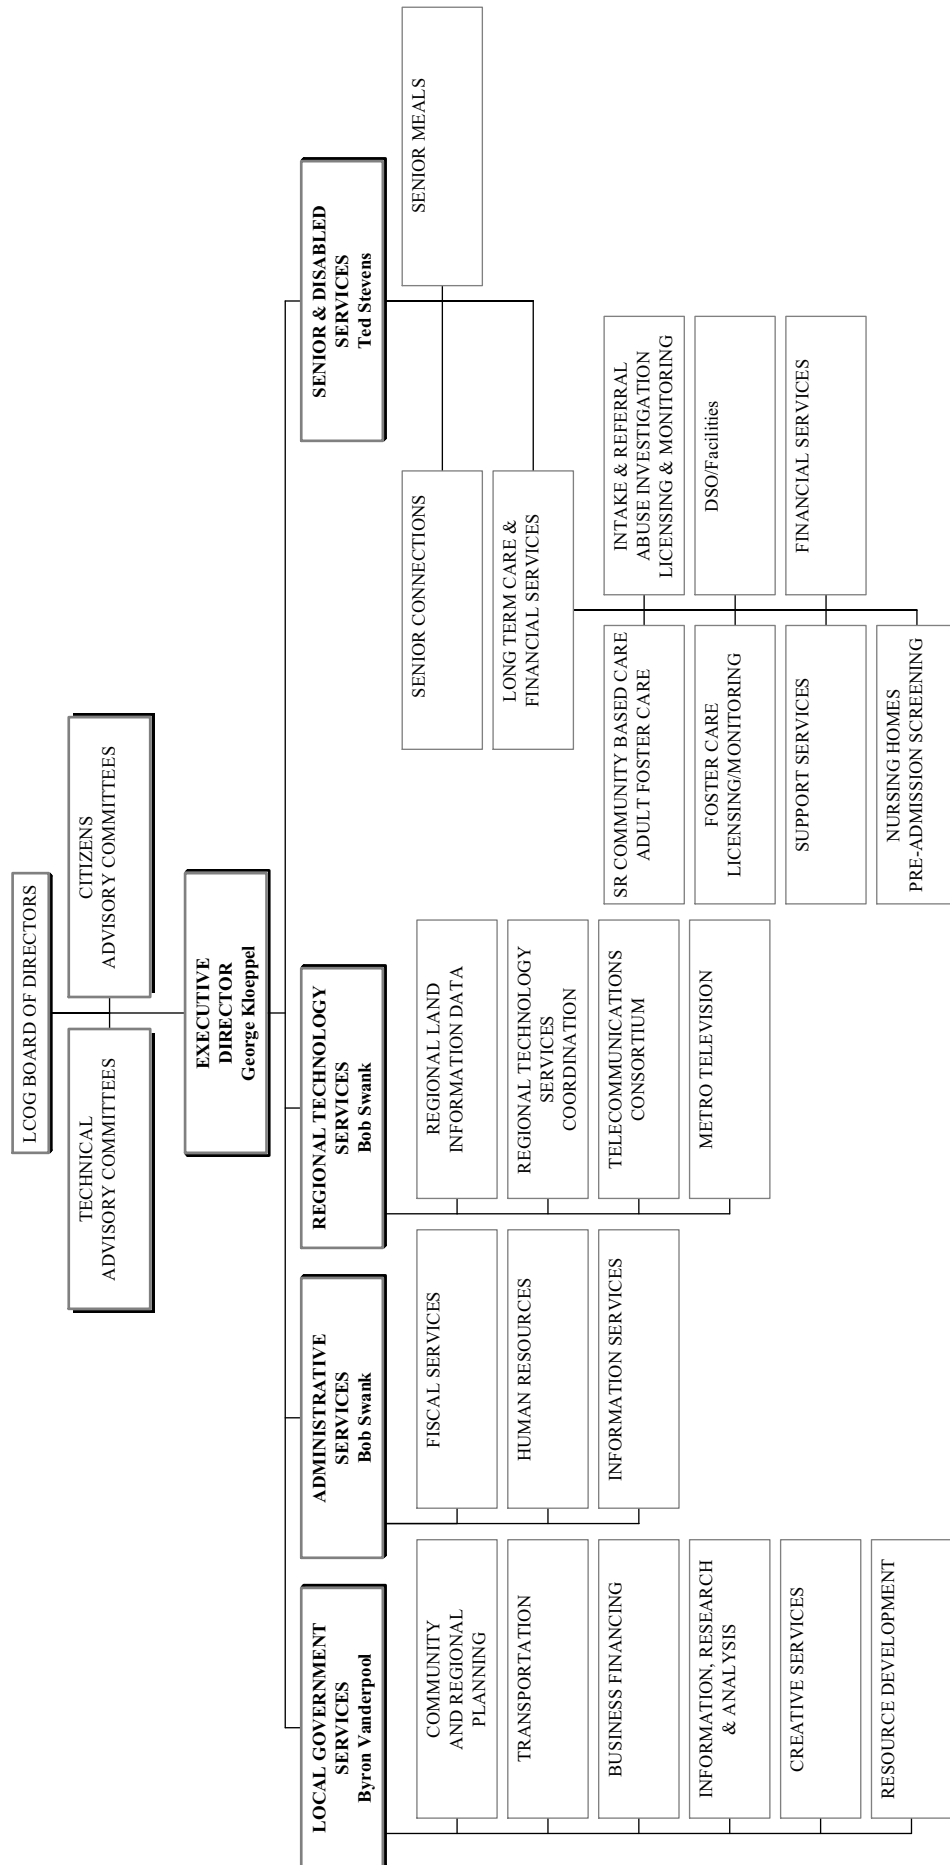 LCOG BOARD OF DIRECTORS
TECHNICAL
ADVISORY COMMITTEES
CITIZENS
ADVISORY COMMITTEES
EXECUTIVE
DIRECTOR
George Kloeppel
LOCAL GOVERNMENT
SERVICES
Byron Vanderpool
COMMUNITY
AND REGIONAL
PLANNING
TRANSPORTATION
BUSINESS FINANCING
INFORMATION, RESEARCH
& ANALYSIS
CREATIVE SERVICES
RESOURCE DEVELOPMENT
ADMINISTRATIVE
SERVICES
Bob Swank
FISCAL SERVICES
HUMAN RESOURCES
INFORMATION SERVICES
REGIONAL TECHNOLOGY
SERVICES
Bob Swank
REGIONAL LAND
INFORMATION DATA
REGIONAL TECHNOLOGY
SERVICES
COORDINATION
TELECOMMUNICATIONS
CONSORTIUM
METRO TELEVISION
SENIOR & DISABLED
SERVICES
Ted Stevens
SENIOR CONNECTIONS
SENIOR MEALS
LONG TERM CARE &
FINANCIAL SERVICES
SR COMMUNITY BASED CARE
ADULT FOSTER CARE
INTAKE & REFERRAL
ABUSE INVESTIGATION
LICENSING & MONITORING
FOSTER CARE
LICENSING/MONITORING
DSO/Facilities
SUPPORT SERVICES
FINANCIAL SERVICES
NURSING HOMES
PRE-ADMISSION SCREENING